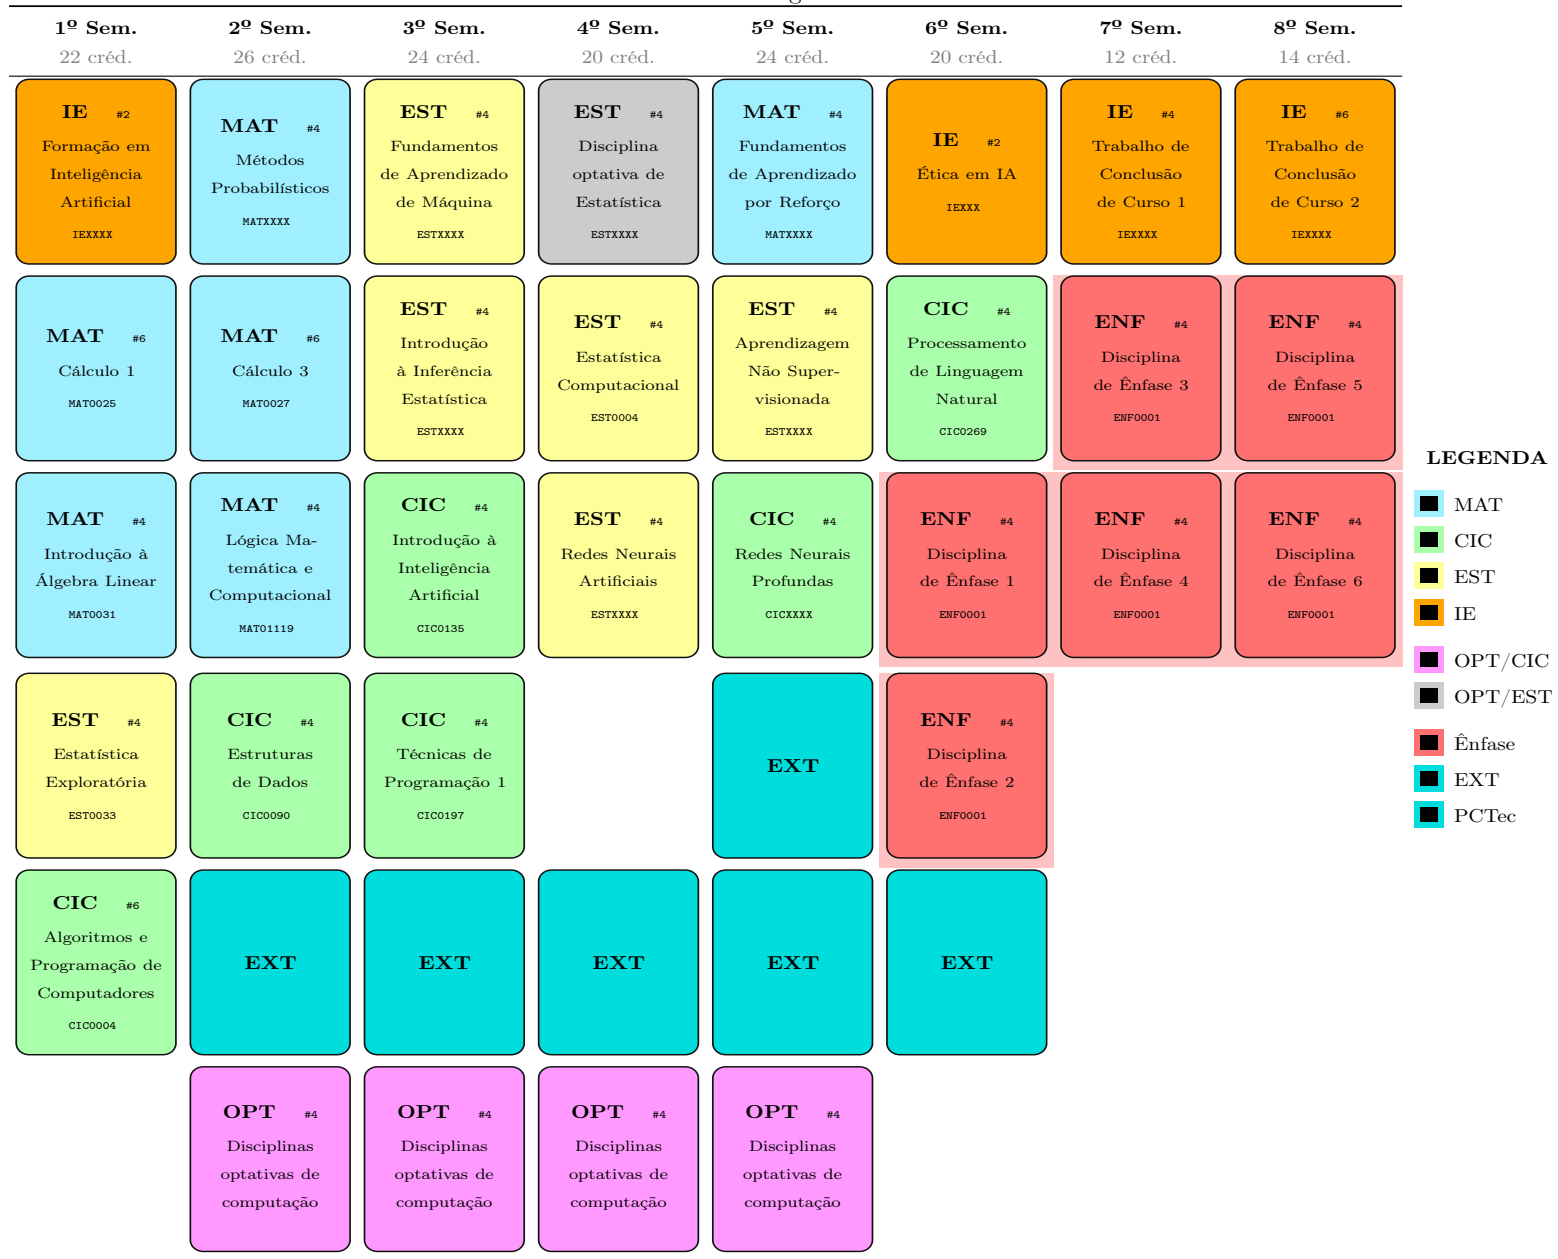 1º Sem. 2º Sem. 3º Sem. 4º Sem. 5º Sem. 6º Sem. 7º Sem. 8º Sem.
22 créd. 26 créd. 24 créd. 20 créd. 24 créd. 20 créd. 12 créd. 14 créd.
IE #2
Formação em
Inteligência
Artificial
IEXXXX
MAT #4
Métodos
Probabilísticos
MATXXXX
EST #4
Fundamentos
de Aprendizado
de Máquina
ESTXXXX
EST #4
Disciplina
optativa de
Estatística
ESTXXXX
MAT #4
Fundamentos
de Aprendizado
por Reforço
MATXXXX
IE #2
Ética em IA
IEXXX
IE #4
Trabalho de
Conclusão
de Curso 1
IEXXXX
IE #6
Trabalho de
Conclusão
de Curso 2
IEXXXX
MAT #6
Cálculo 1
MAT0025
MAT #6
Cálculo 3
MAT0027
EST #4
Introdução
à Inferência
Estatística
ESTXXXX
EST #4
Estatística
Computacional
EST0004
EST #4
Aprendizagem
Não Super-
visionada
ESTXXXX
CIC #4
Processamento
de Linguagem
Natural
CIC0269
ENF #4
Disciplina
de Ênfase 3
ENF0001
ENF #4
Disciplina
de Ênfase 5
ENF0001
MAT #4
Introdução à
Álgebra Linear
MAT0031
MAT #4
Lógica Ma-
temática e
Computacional
MAT01119
CIC #4
Introdução à
Inteligência
Artificial
CIC0135
EST #4
Redes Neurais
Artificiais
ESTXXXX
CIC #4
Redes Neurais
Profundas
CICXXXX
ENF #4
Disciplina
de Ênfase 1
ENF0001
ENF #4
Disciplina
de Ênfase 4
ENF0001
ENF #4
Disciplina
de Ênfase 6
ENF0001
EST #4
Estatística
Exploratória
EST0033
CIC #4
Estruturas
de Dados
CIC0090
CIC #4
Técnicas de
Programação 1
CIC0197
EXT
ENF #4
Disciplina
de Ênfase 2
ENF0001
CIC #6
Algoritmos e
Programação de
Computadores
CIC0004
EXT
EXT
EXT
EXT
EXT
OPT #4
Disciplinas
optativas de
computação
OPT #4
Disciplinas
optativas de
computação
OPT #4
Disciplinas
optativas de
computação
OPT #4
Disciplinas
optativas de
computação
LEGENDA
MAT
CIC
EST
IE
OPT/CIC
OPT/EST
Ênfase
EXT
PCTec